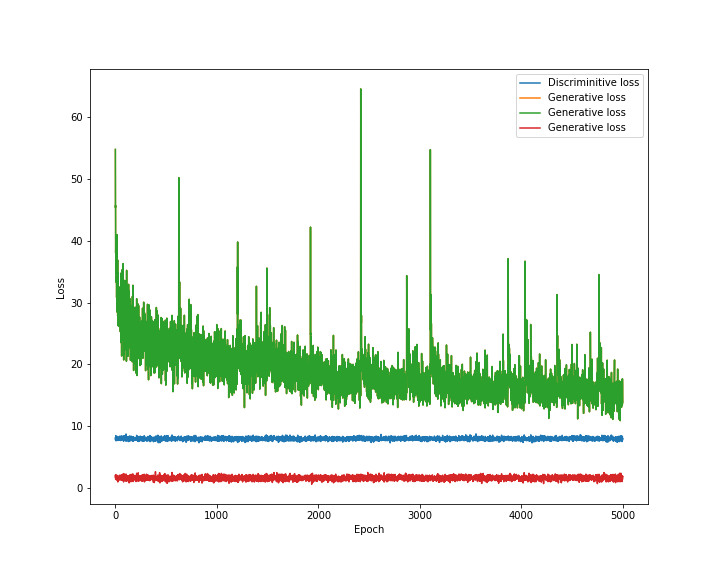 Discriminitive loss
Generative loss
Generative loss
Generative loss
60
50
40
30
20
10
0
Loss
0 1000 2000 3000 4000 5000
Epoch